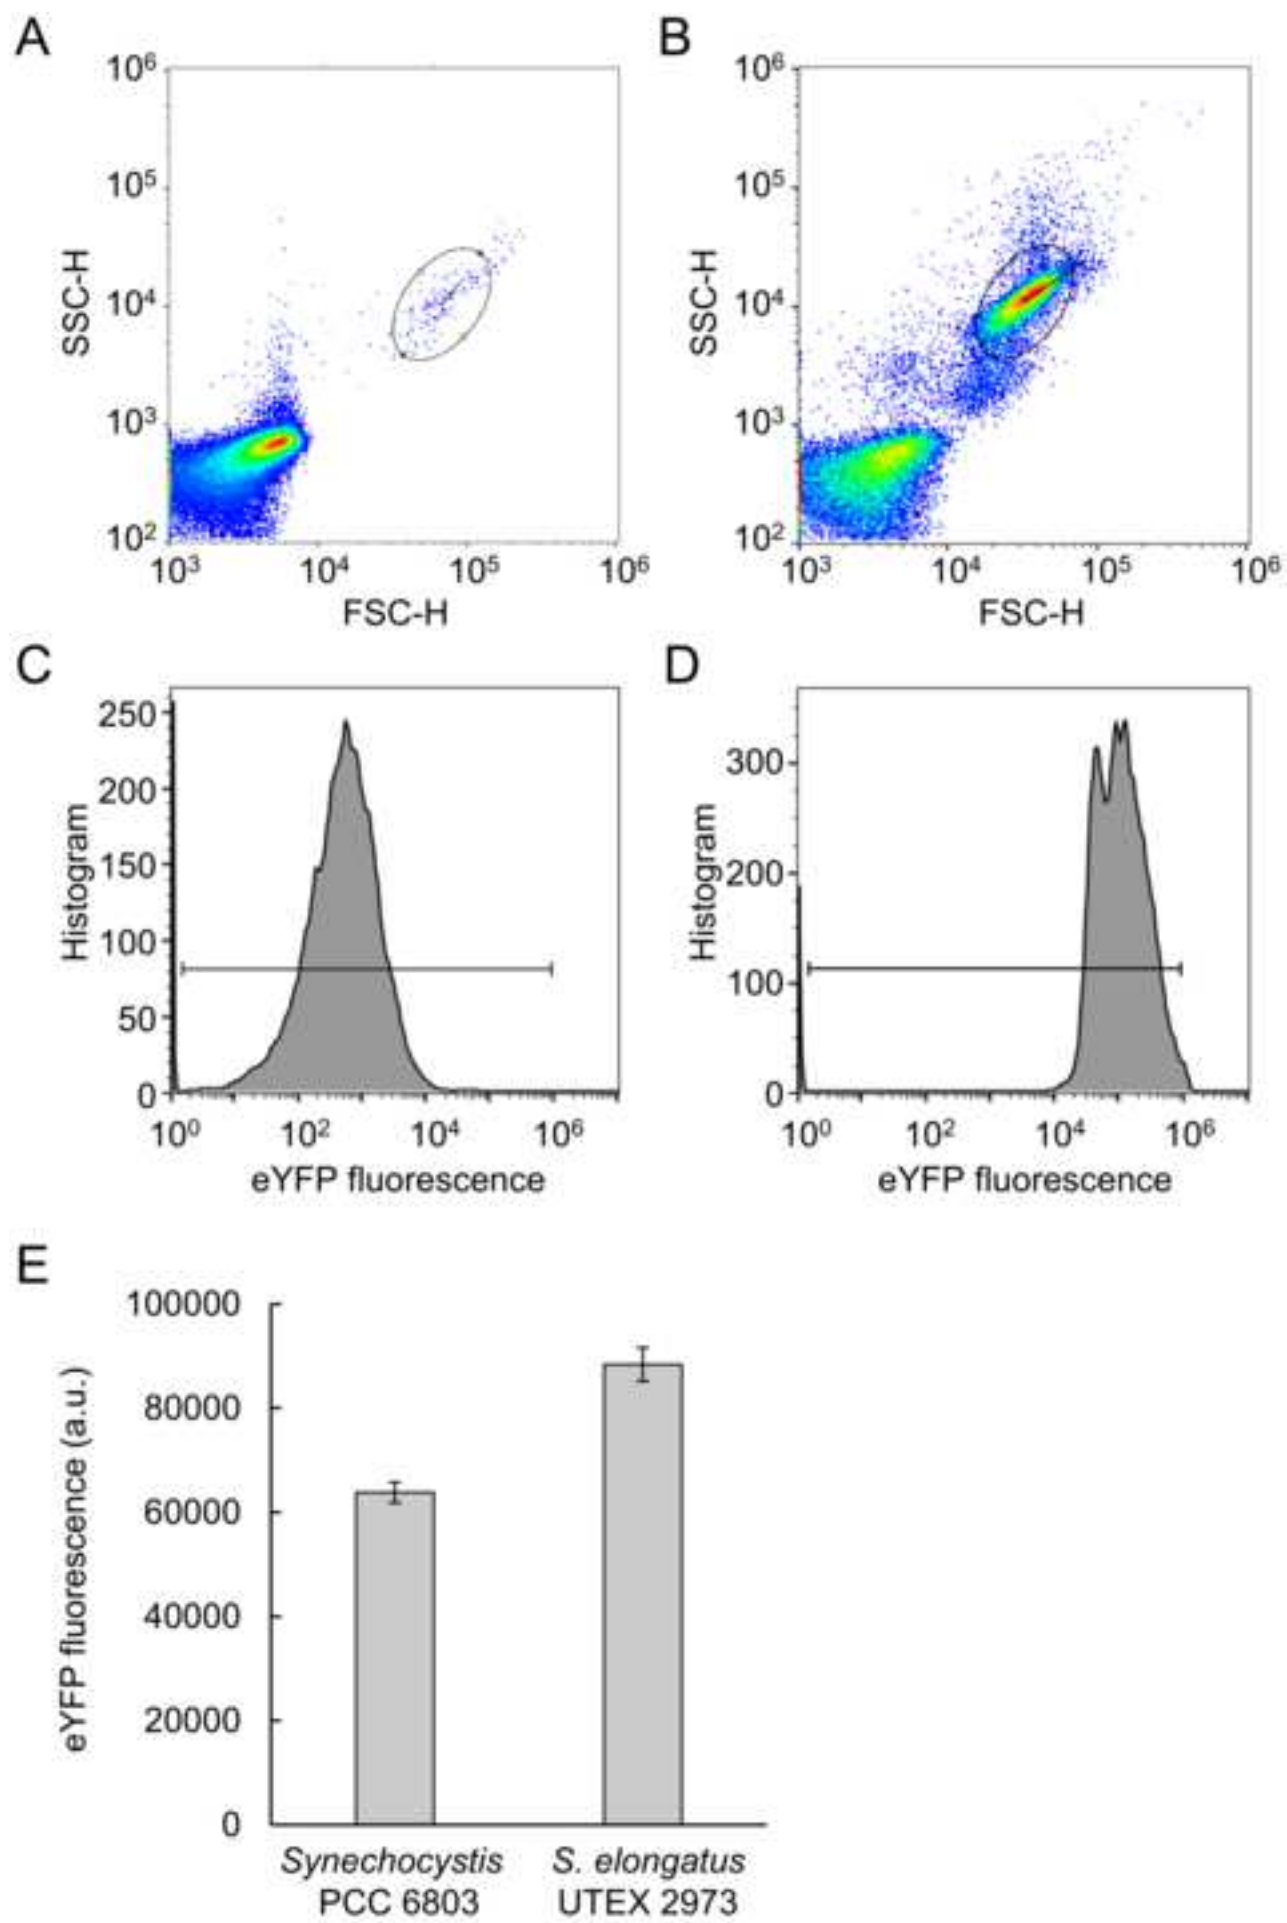 A
B
10⁶
10⁵
10⁴
10³
10²
SSC-H
10³ 10⁴ 10⁵ 10⁶
FSC-H
10⁶
10⁵
10⁴
10³
10²
SSC-H
10³ 10⁴ 10⁵ 10⁶
FSC-H
C
D
250
200
150
100
50
0
Histogram
10⁰ 10² 10⁴ 10⁶
eYFP fluorescence
300
200
100
0
Histogram
10⁰ 10² 10⁴ 10⁶
eYFP fluorescence
E
100000
80000
60000
40000
20000
0
eYFP fluorescence (a.u.)
Synechocystis
PCC 6803
S. elongatus
UTEX 2973